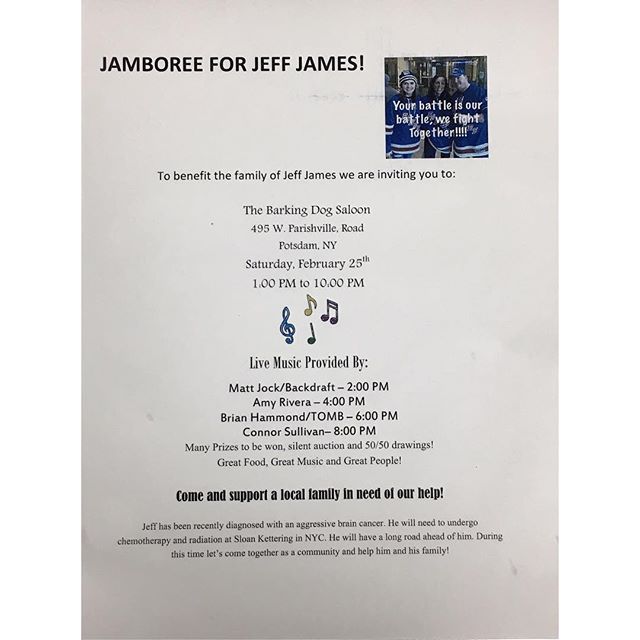 JAMBOREE FOR JEFF JAMES!
Your battle is our
battle; we fight
Together!!!!
To benefit the family of Jeff James we are inviting you to:
The Barking Dog Saloon
495 W. Parishville, Road
Potsdam, NY
Saturday, February 25th
1:00 PM to 10:00 PM
Live Music Provided By:
Matt Jock/Backdraft – 2:00 PM
Amy Rivera – 4:00 PM
Brian Hammond/TOMB – 6:00 PM
Connor Sullivan– 8:00 PM
Many Prizes to be won, silent auction and 50/50 drawings!
Great Food, Great Music and Great People!
Come and support a local family in need of our help!
Jeff has been recently diagnosed with an aggressive brain cancer. He will need to undergo
chemotherapy and radiation at Sloan Kettering in NYC. He will have a long road ahead of him. During
this time let's come together as a community and help him and his family!